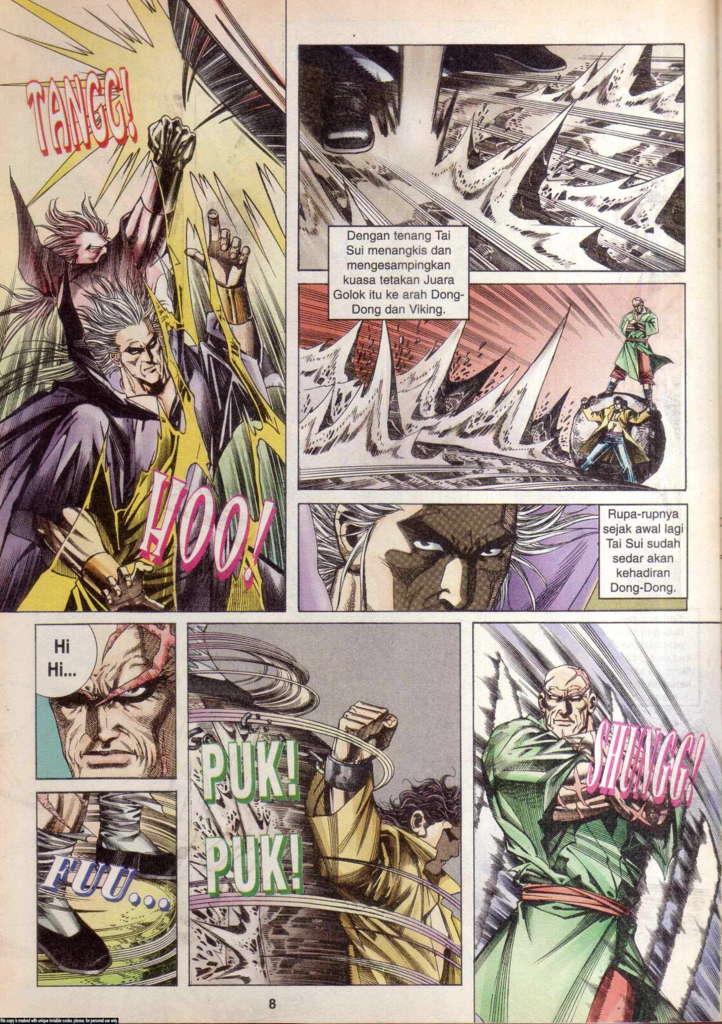 TANGG!
Dengan tenang Tai
Sui menangkis dan
mengesampingkan
kuasa tetakan Juara
Golok itu ke arah Dong-
Dong dan Viking.
HOO!
Rupa-rupnya
sejak awal lagi
Tai Sui sudah
sedar akan
kehadiran
Dong-Dong.
Hi
Hi...
FUU...
PUK!
PUK!
SHUNGG!
8